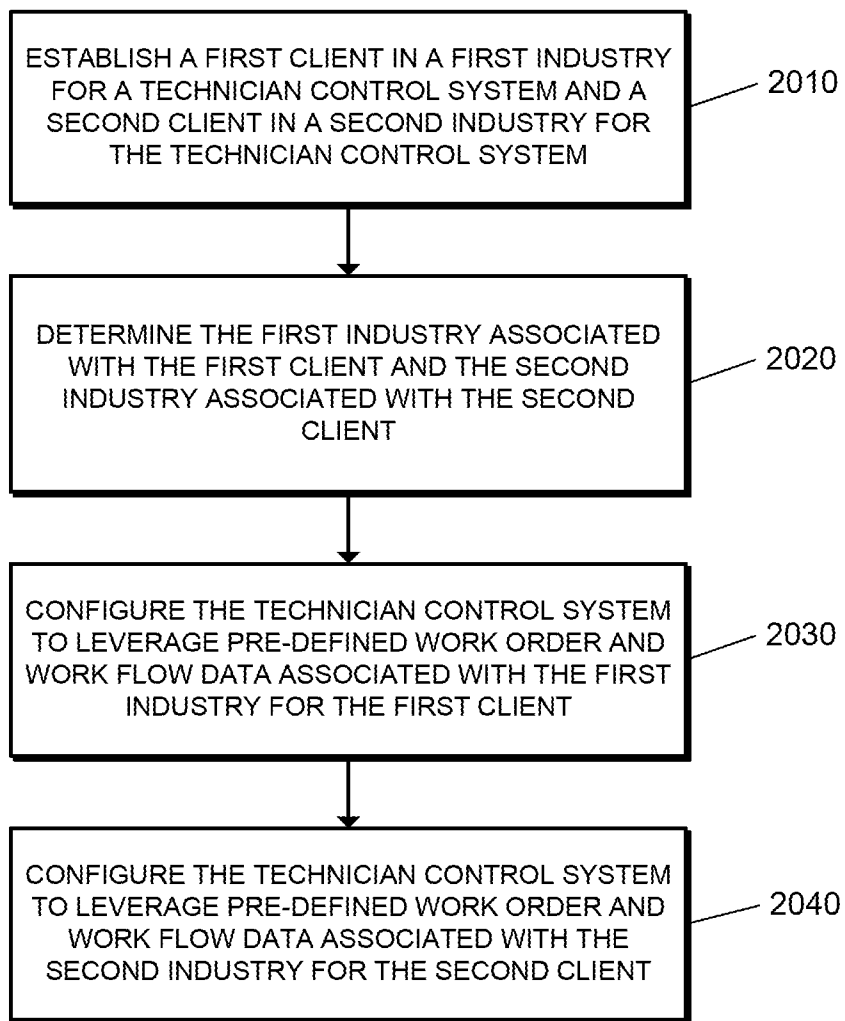 ESTABLISH A FIRST CLIENT IN A FIRST INDUSTRY
FOR A TECHNICIAN CONTROL SYSTEM AND A
SECOND CLIENT IN A SECOND INDUSTRY FOR
THE TECHNICIAN CONTROL SYSTEM
2010
DETERMINE THE FIRST INDUSTRY ASSOCIATED
WITH THE FIRST CLIENT AND THE SECOND
INDUSTRY ASSOCIATED WITH THE SECOND
CLIENT
2020
CONFIGURE THE TECHNICIAN CONTROL SYSTEM
TO LEVERAGE PRE-DEFINED WORK ORDER AND
WORK FLOW DATA ASSOCIATED WITH THE FIRST
INDUSTRY FOR THE FIRST CLIENT
2030
CONFIGURE THE TECHNICIAN CONTROL SYSTEM
TO LEVERAGE PRE-DEFINED WORK ORDER AND
WORK FLOW DATA ASSOCIATED WITH THE
SECOND INDUSTRY FOR THE SECOND CLIENT
2040